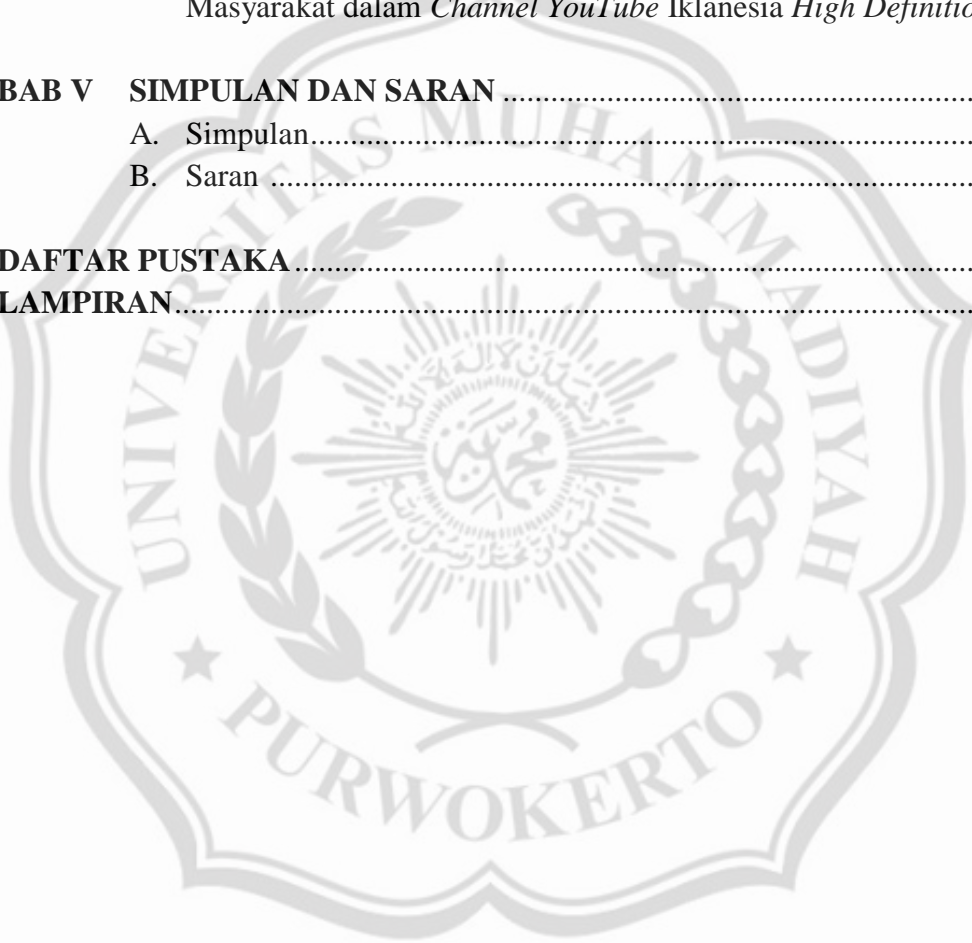 Masyarakat dalam Channel YouTube Iklanesia High Definitio
BAB V SIMPULAN DAN SARAN ............................................................
A. Simpulan....................................................................................
B. Saran .........................................................................................
DAFTAR PUSTAKA ......................................................................................
LAMPIRAN.....................................................................................................
UNIVERSITAS MUHAMMADIYAH
PURWOKERTO